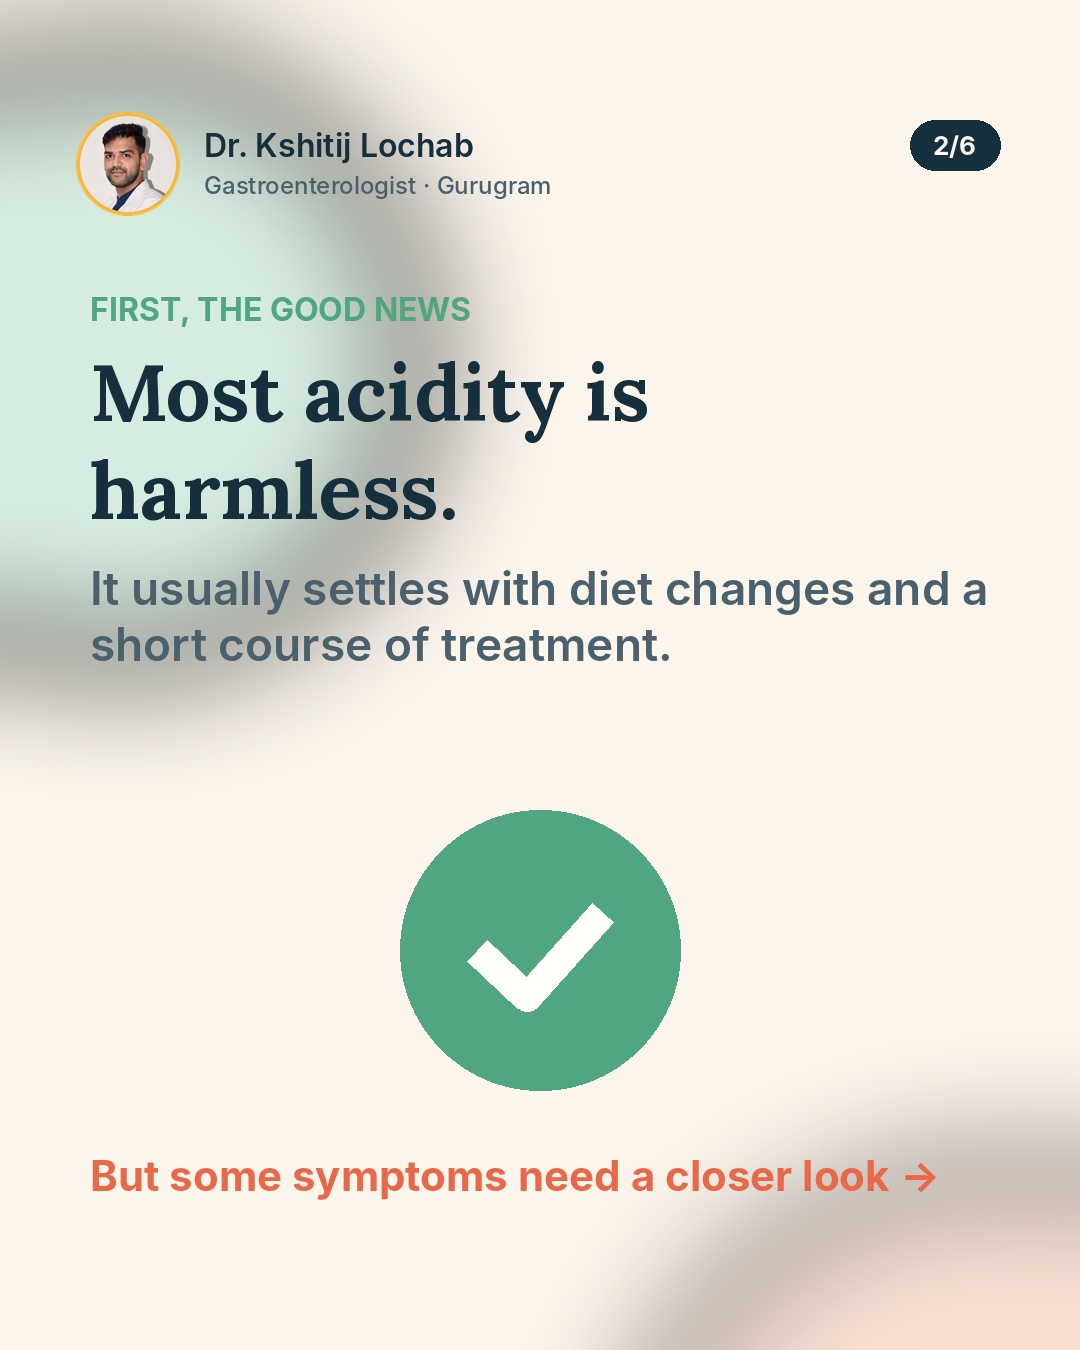 Dr. Kshitij Lochab
Gastroenterologist · Gurugram
2/6
FIRST, THE GOOD NEWS
Most acidity is
harmless.
It usually settles with diet changes and a
short course of treatment.
But some symptoms need a closer look →